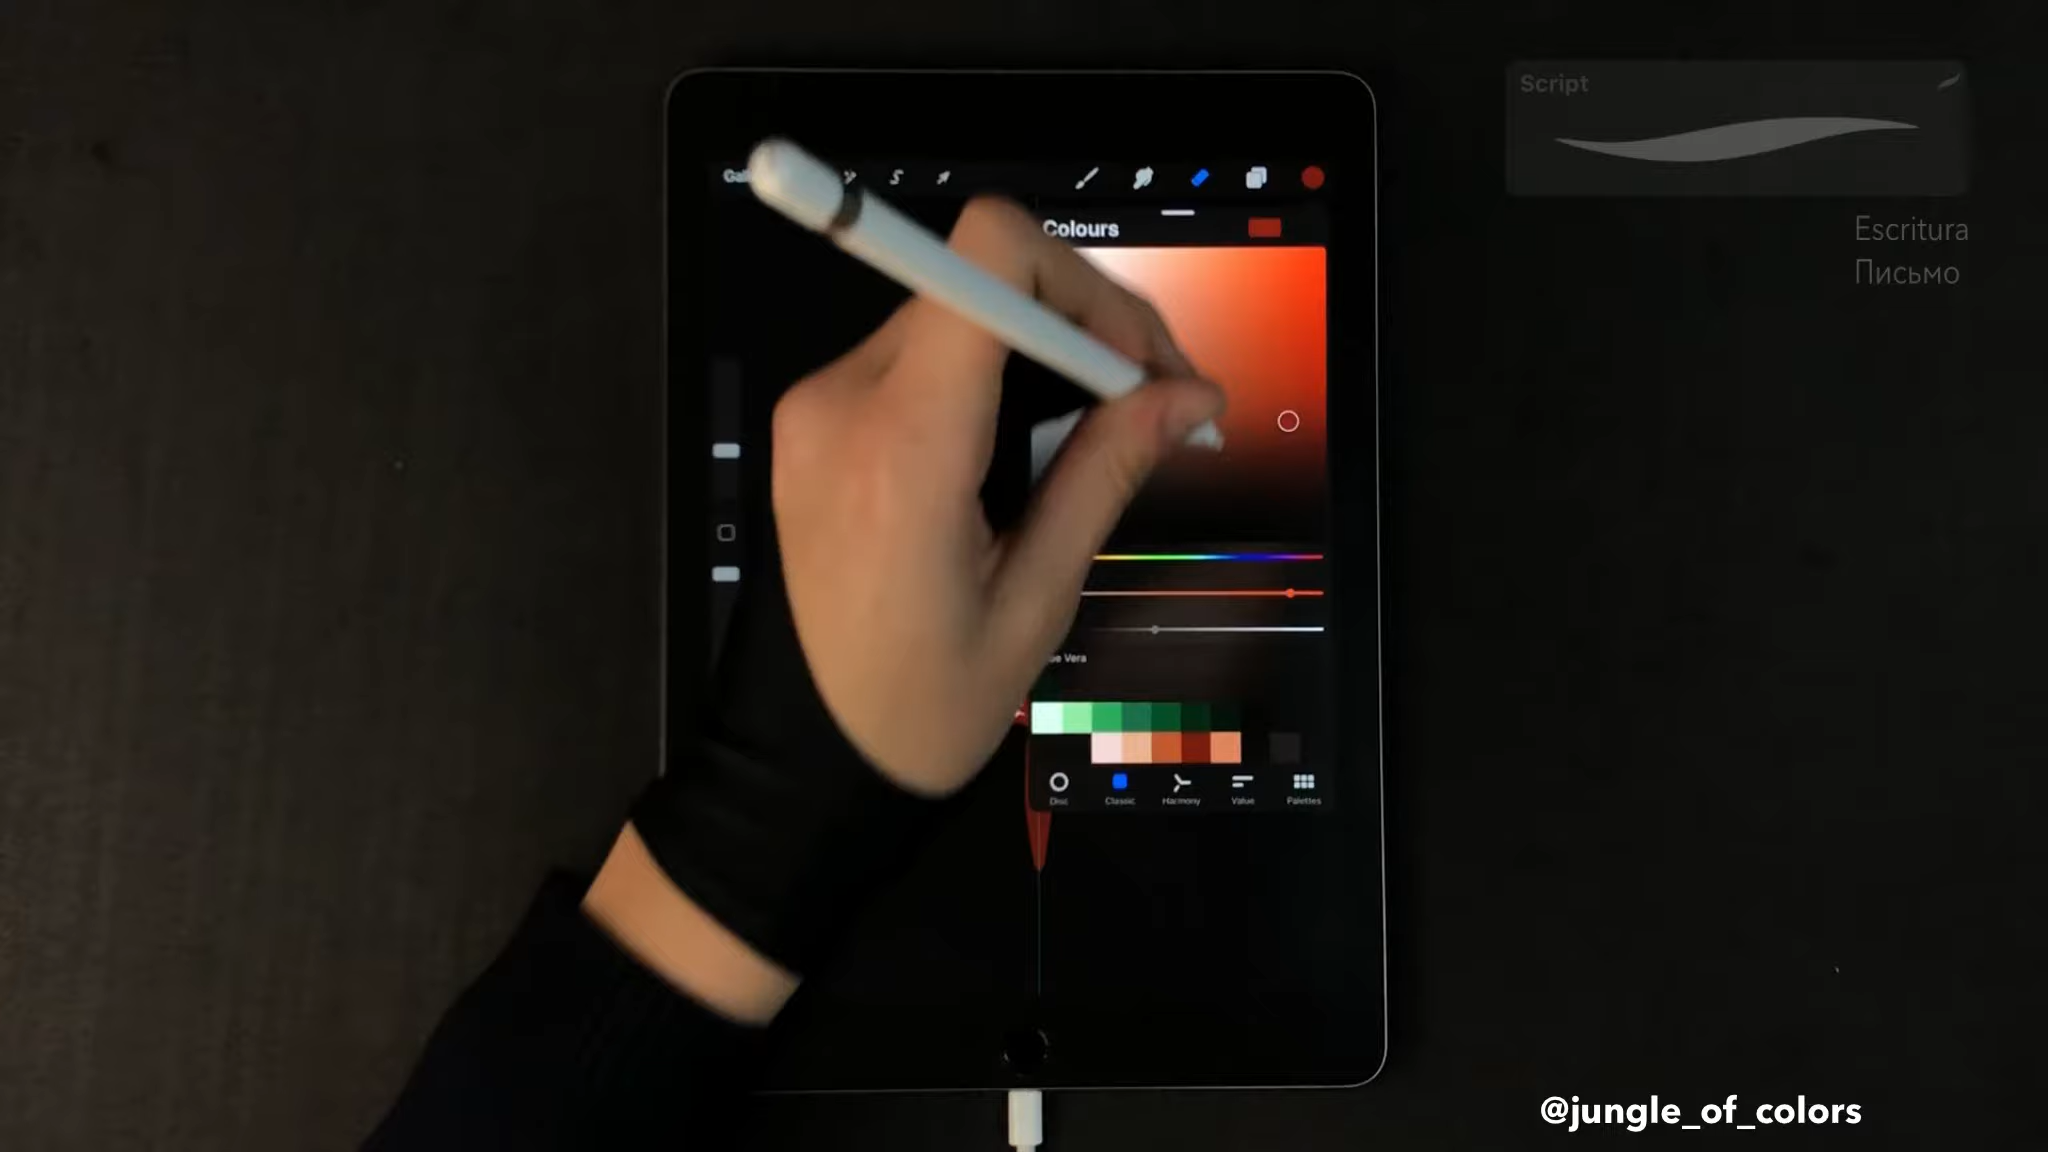 Script
Escritura
Письмо
Colours
Disc
Classic
Harmony
Value
Palettes
@jungle_of_colors